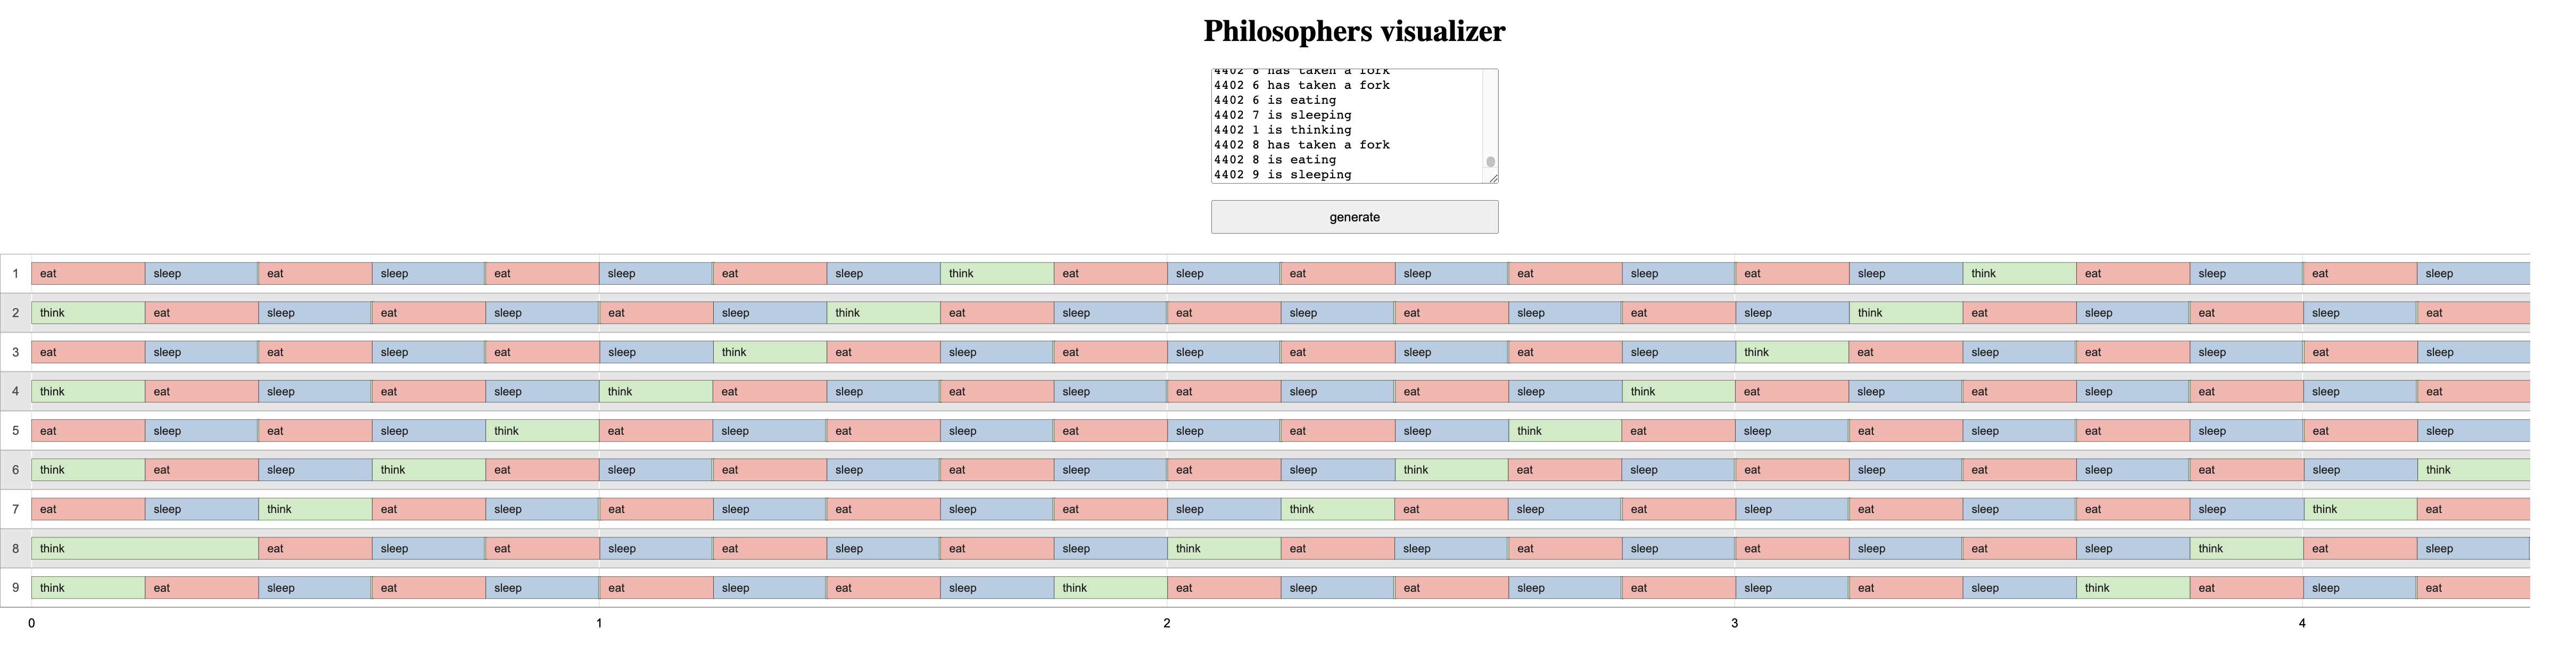 Philosophers visualizer
4402 8 has taken a fork
4402 6 has taken a fork
4402 6 is eating
4402 7 is sleeping
4402 1 is thinking
4402 8 has taken a fork
4402 8 is eating
4402 9 is sleeping
generate
1 eat sleep eat sleep eat sleep eat sleep think eat sleep eat sleep eat sleep eat sleep think eat sleep eat sleep
2 think eat sleep eat sleep eat sleep think eat sleep eat sleep eat sleep eat sleep think eat sleep eat sleep eat
3 eat sleep eat sleep eat sleep think eat sleep eat sleep eat sleep eat sleep think eat sleep eat sleep eat sleep
4 think eat sleep eat sleep think eat sleep eat sleep eat sleep eat sleep think eat sleep eat sleep eat sleep eat
5 eat sleep eat sleep think eat sleep eat sleep eat sleep eat sleep think eat sleep eat sleep eat sleep eat sleep
6 think eat sleep think eat sleep eat sleep eat sleep eat sleep think eat sleep eat sleep eat sleep eat sleep think
7 eat sleep think eat sleep eat sleep eat sleep eat sleep think eat sleep eat sleep eat sleep eat sleep think eat
8 think eat sleep eat sleep eat sleep eat sleep think eat sleep eat sleep eat sleep eat sleep think eat sleep
9 think eat sleep eat sleep eat sleep eat sleep think eat sleep eat sleep eat sleep eat sleep think eat sleep eat
0 1 2 3 4